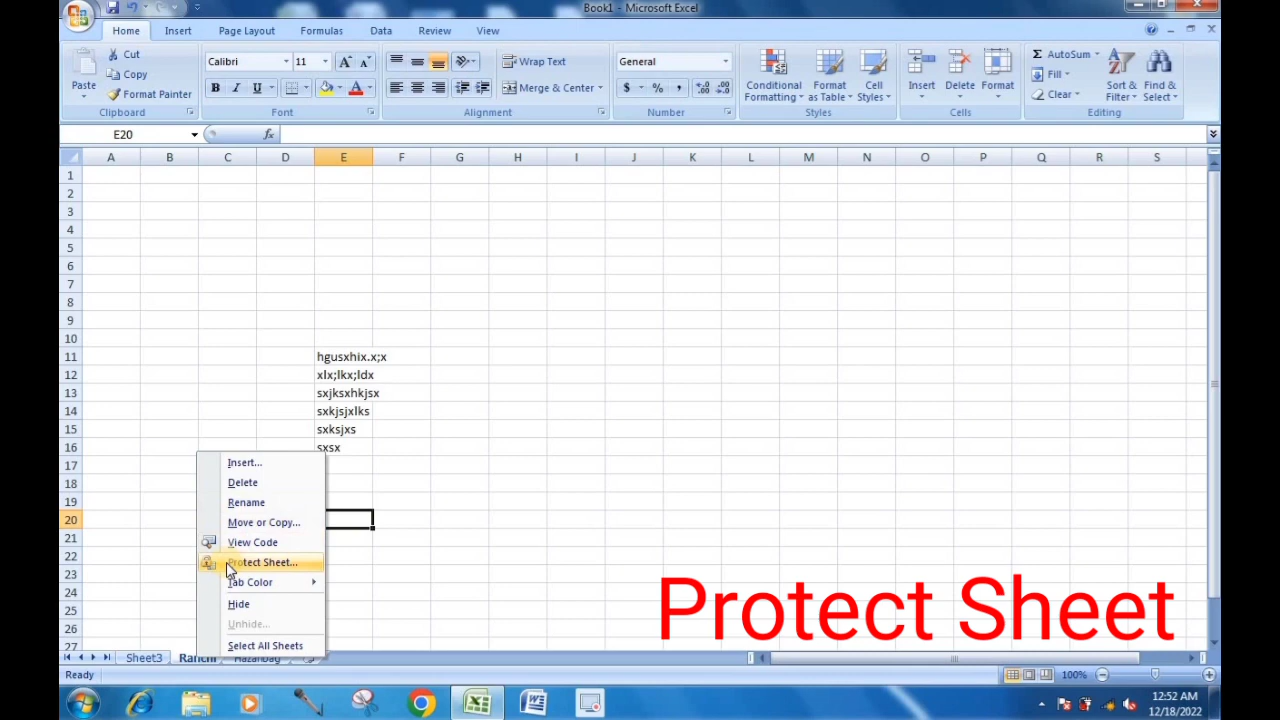 Book1 - Microsoft Excel
Home Insert Page Layout Formulas Data Review View
Cut
Copy
Format Painter
Paste
Clipboard
Calibri 11
B I U
Font
Wrap Text
Merge & Center
Alignment
General
$ % ,
Number
Conditional Formatting
Format as Table
Cell Styles
Styles
Insert Delete Format
Cells
AutoSum
Fill
Clear
Sort & Filter
Find & Select
Editing
E20
fx
A B C D E F G I J K L M N O P Q R S
1
2
3
4
5
6
7
8
9
10
11 hgusxhix.x;x
12 xlx;lkx;ldx
13 sxjksxhkjsx
14 sxkjsjxlks
15 sxksjxs
16 sxsx
17
18
19
20
21
22
23
24
25
26
27
Insert...
Delete
Rename
Move or Copy...
View Code
Protect Sheet...
Tab Color
Hide
Unhide...
Select All Sheets
Protect Sheet
Sheet3 Ranchi Hazaribag
Ready
100%
12:52 AM
12/18/2022